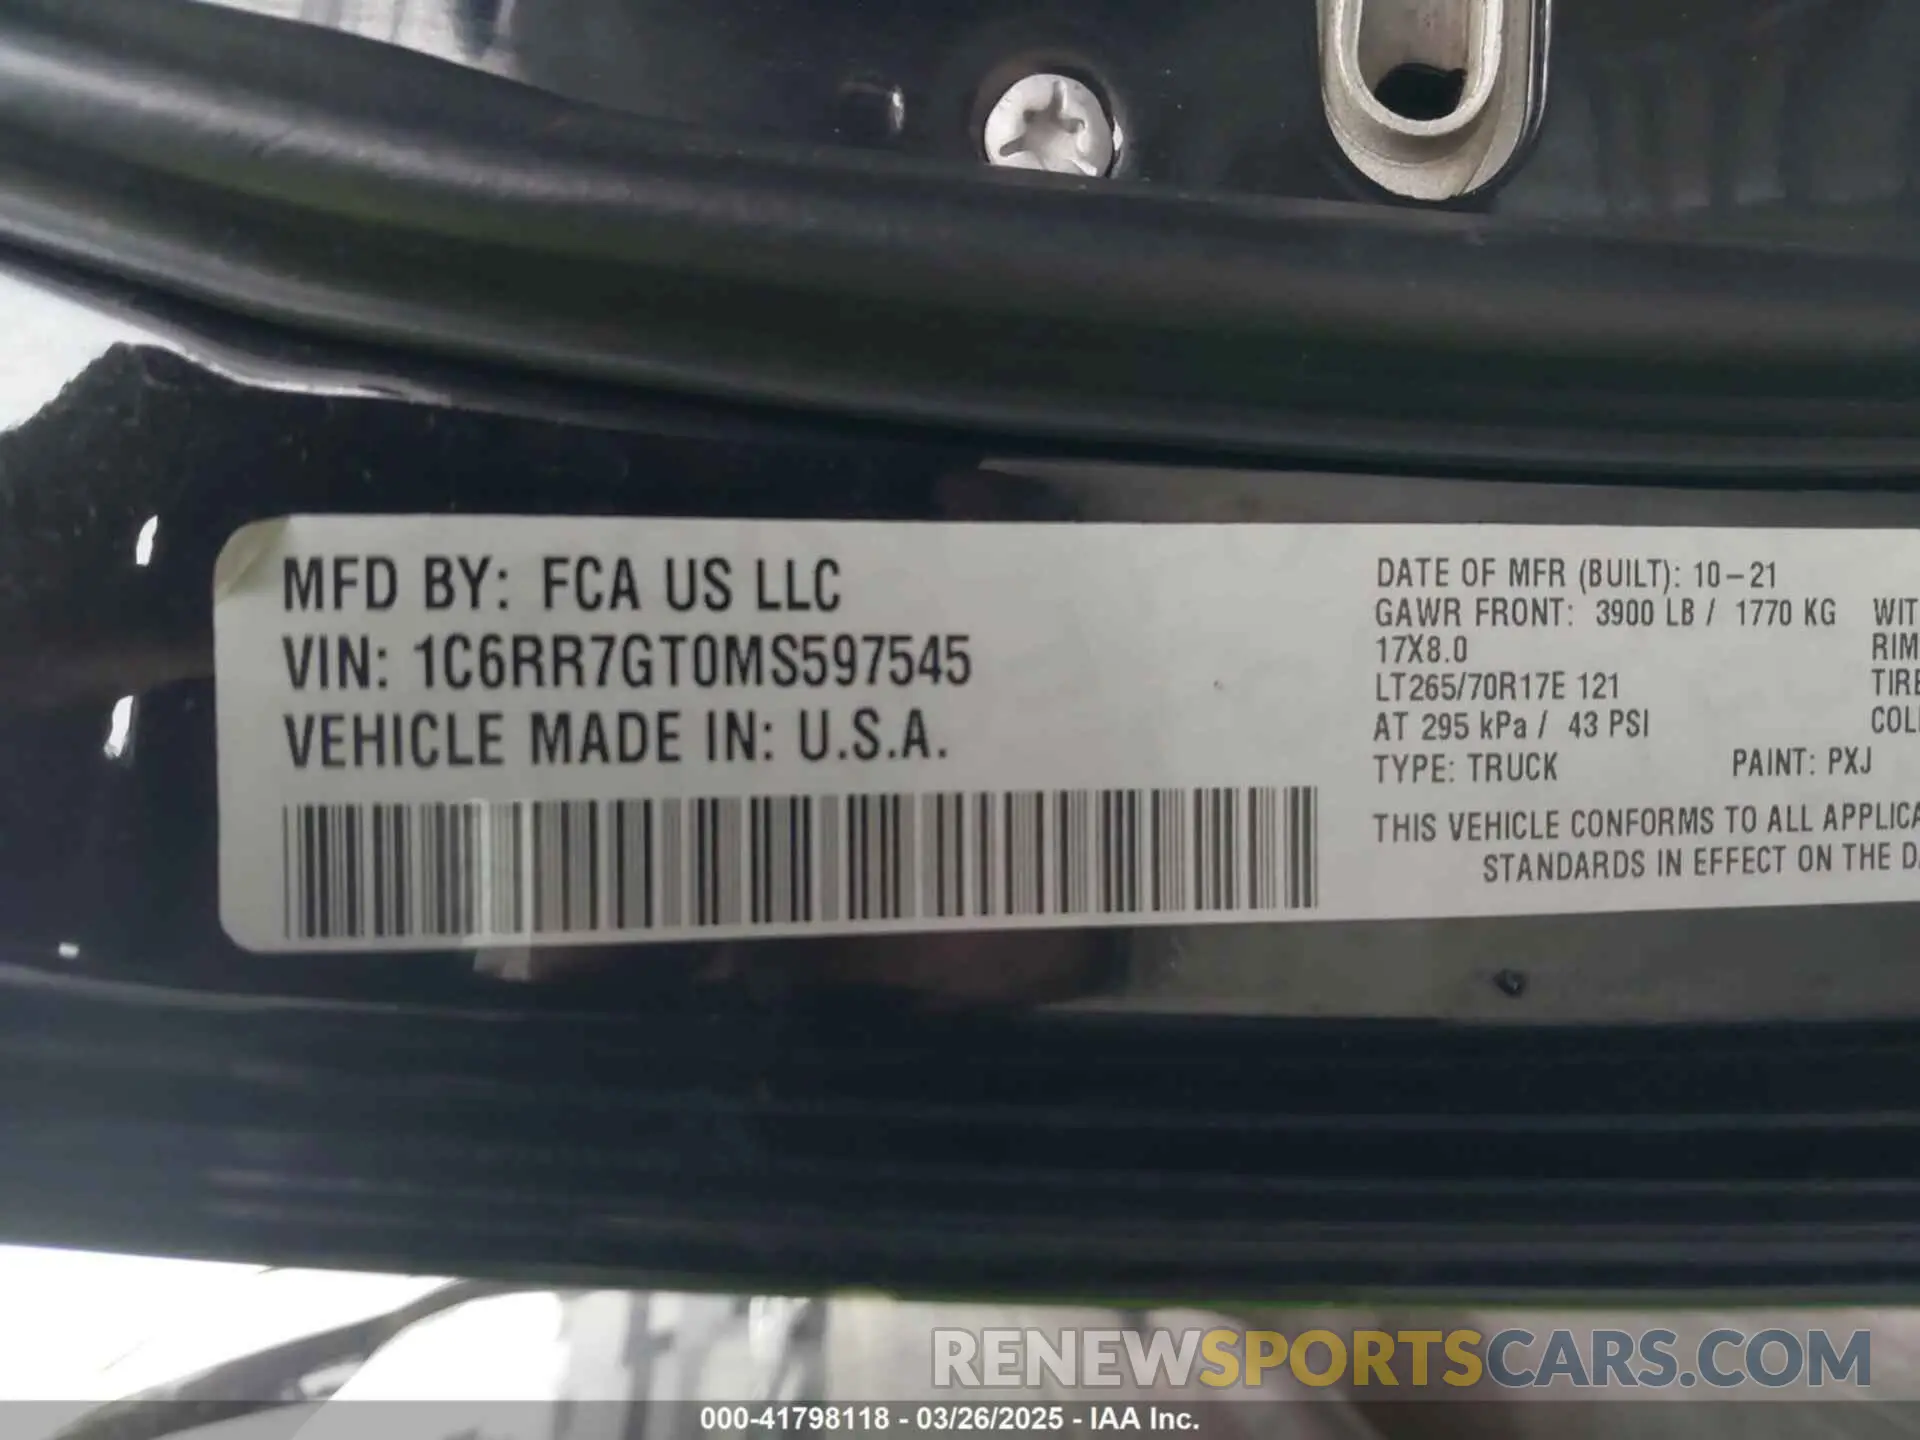 MFD BY: FCA US LLC
VIN: 1C6RR7GT0MS597545
VEHICLE MADE IN: U.S.A.
DATE OF MFR (BUILT): 10-21
GAWR FRONT: 3900 LB / 1770 KG
17X8.0
LT265/70R17E 121
AT 295 kPa / 43 PSI
TYPE: TRUCK PAINT: PXJ
THIS VEHICLE CONFORMS TO ALL
STANDARDS IN EFFECT ON THE
RENEWSPORTSCARS.COM
000-41798118 - 03/26/2025 - IAA Inc.